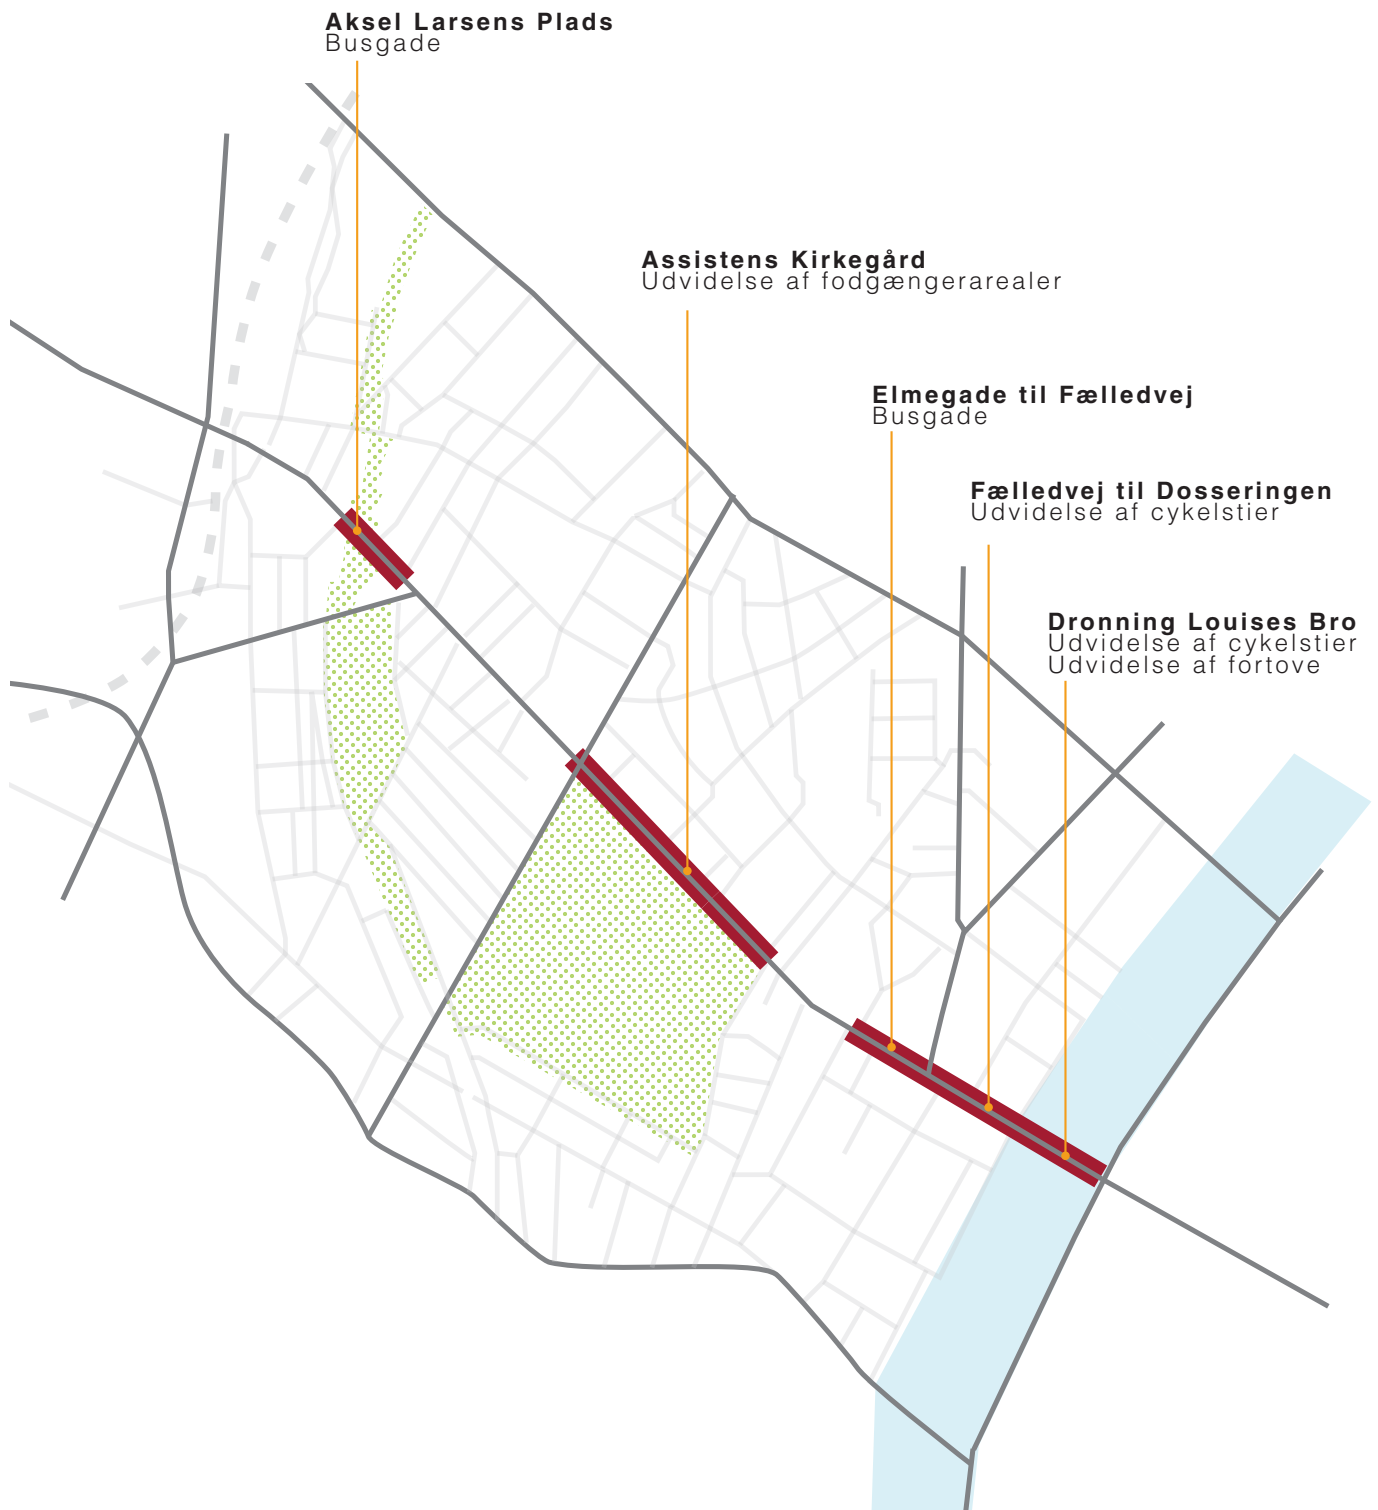 Aksel Larsens Plads
Busgade
Assistens Kirkegård
Udvidelse af fodgængerarealer
Elmegade til Fælledvej
Busgade
Fælledvej til Dosseringen
Udvidelse af cykelstier
Dronning Louises Bro
Udvidelse af cykelstier
Udvidelse af fortove